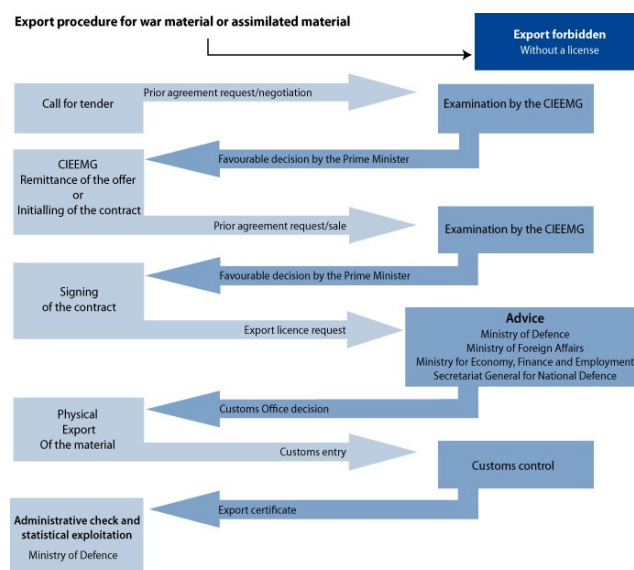 Export procedure for war material or assimilated material
Export forbidden
Without a license
Call for tender
Prior agreement request/negotiation
Examination by the CIEEMG
Favourable decision by the Prime Minister
CIEEMG
Remittance of the offer
or
Initialling of the contract
Prior agreement request/sale
Examination by the CIEEMG
Favourable decision by the Prime Minister
Signing
of the contract
Export licence request
Advice
Ministry of Defence
Ministry of Foreign Affairs
Ministry for Economy, Finance and Employment
Secretariat General for National Defence
Customs Office decision
Physical
Export
Of the material
Customs entry
Customs control
Export certificate
Administrative check and
statistical exploitation
Ministry of Defence